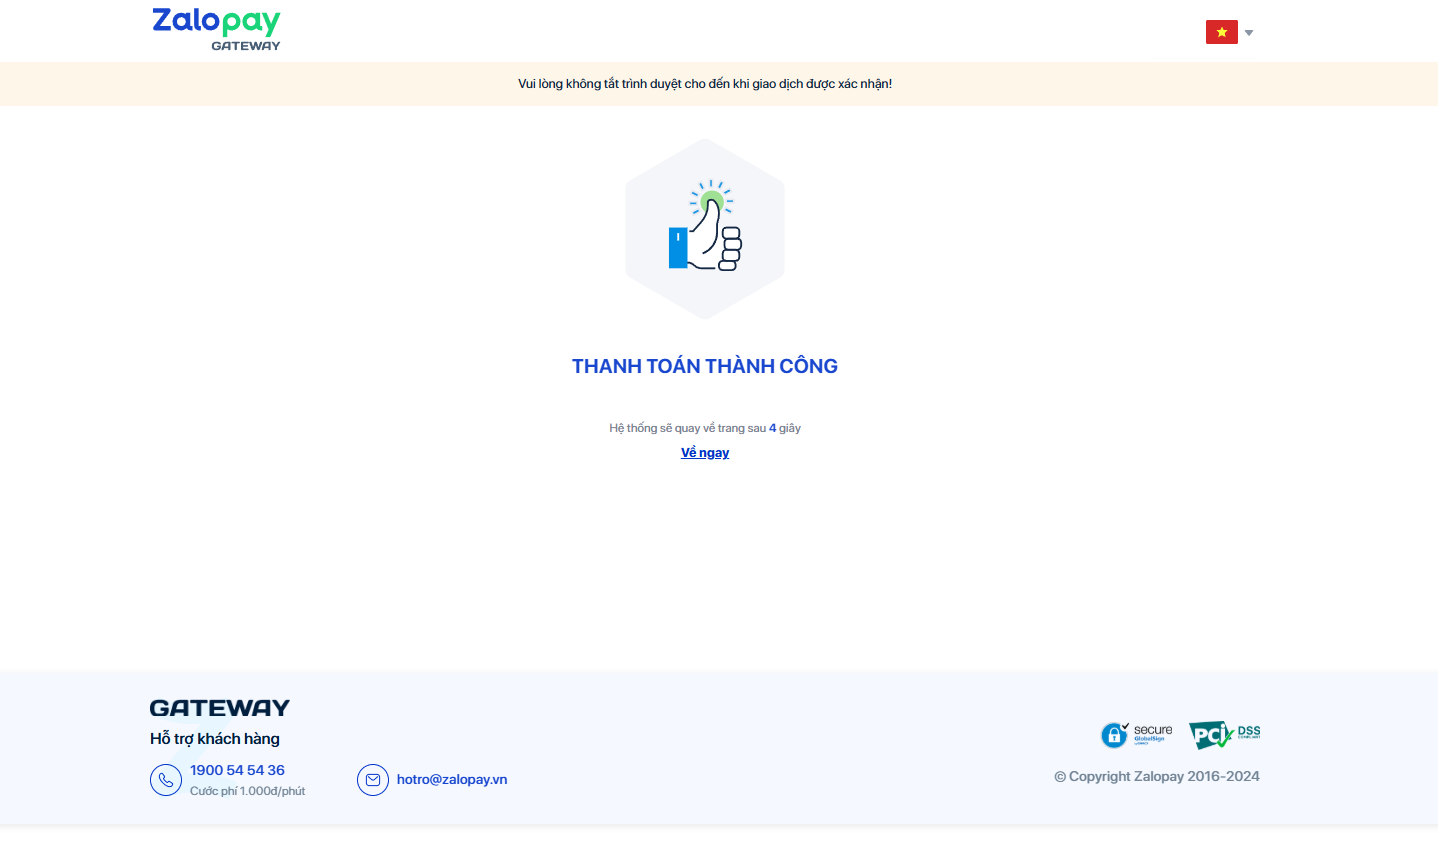 Zalopay
GATEWAY
Vui lòng không tắt trình duyệt cho đến khi giao dịch được xác nhận!
THANH TOÁN THÀNH CÔNG
Hệ thống sẽ quay về trang sau 4 giây
Về ngay
GATEWAY
Hỗ trợ khách hàng
1900 54 54 36
Cước phí 1.000đ/phút
hotro@zalopay.vn
secure
GlobalSign
PCI DSS
COMPLIANT
© Copyright Zalopay 2016-2024